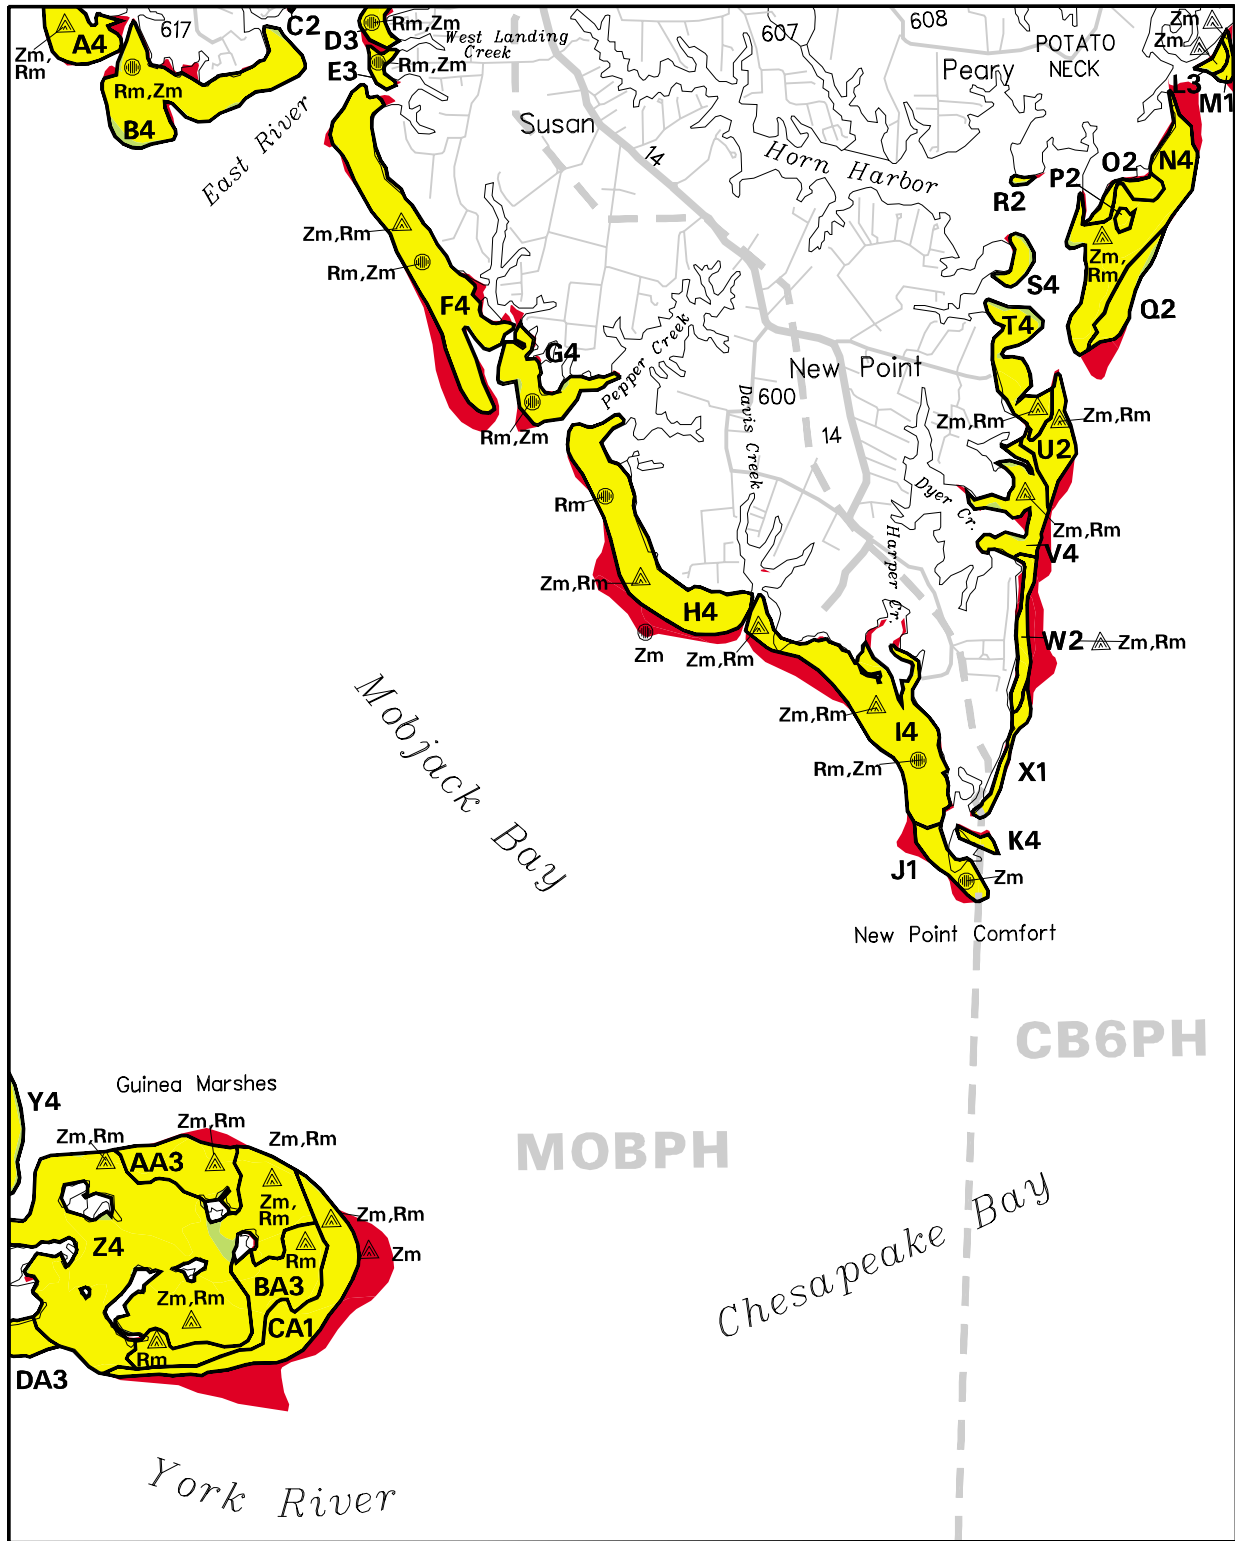 C2
617
A4
Zm,
Rm
Rm,Zm
B4
East River
D3
Rm,Zm
West Landing
Creek
E3
Rm,Zm
Susan
14
607
608
Peary
POTATO
NECK
Zm
Zm
L3
M1
Horn Harbor
N4
O2
P2
R2
Zm,
Rm
Q2
S4
T4
Zm,Rm
Rm,Zm
F4
G4
Rm,Zm
Pepper Creek
New Point
600
14
Davis Creek
Zm,Rm
Zm,Rm
U2
Dyer Cr.
Zm,Rm
V4
Harper Cr.
Rm
Zm,Rm
H4
Zm
Zm,Rm
W2
Zm,Rm
Zm,Rm
I4
Rm,Zm
X1
K4
J1
Zm
New Point Comfort
Mobjack Bay
CB6PH
MOBPH
Chesapeake Bay
Guinea Marshes
Y4
Zm,Rm
Zm,Rm
Zm,Rm
AA3
Zm,
Rm
Zm,Rm
Z4
Rm
Zm
BA3
Zm,Rm
CA1
Rm
DA3
York River